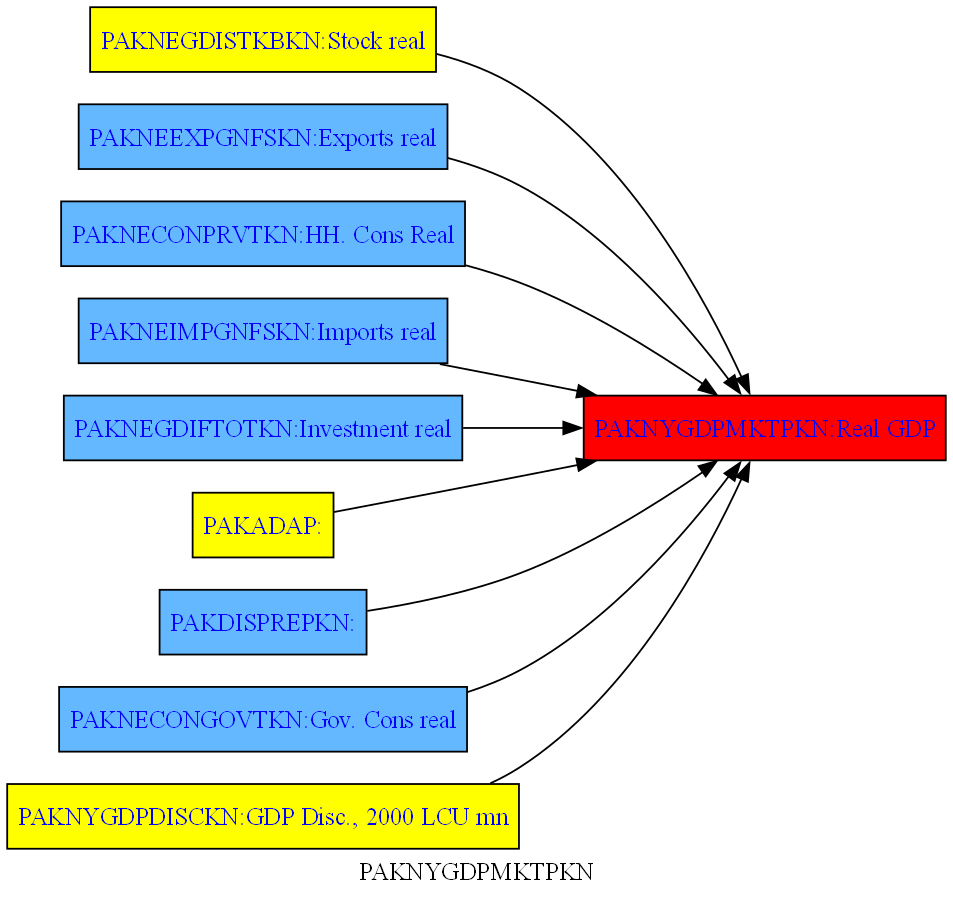 PAKNEGDISTKBKN:Stock real
PAKNEEXPGNFSKN:Exports real
PAKNECONPRVTKN:HH. Cons Real
PAKNEIMPGNFSKN:Imports real
PAKNEGDIFTOTKN:Investment real
PAKNYGDPMKTPKN:Real GDP
PAKADAP:
PAKDISPREPKN:
PAKNECONGOVTKN:Gov. Cons real
PAKNYGDPDISCKN:GDP Disc., 2000 LCU mn
PAKNYGDPMKTPKN